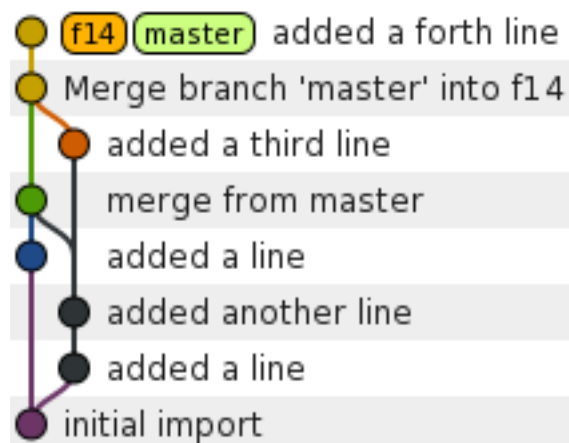 f14 master added a forth line
Merge branch 'master' into f14
added a third line
merge from master
added a line
added another line
added a line
initial import